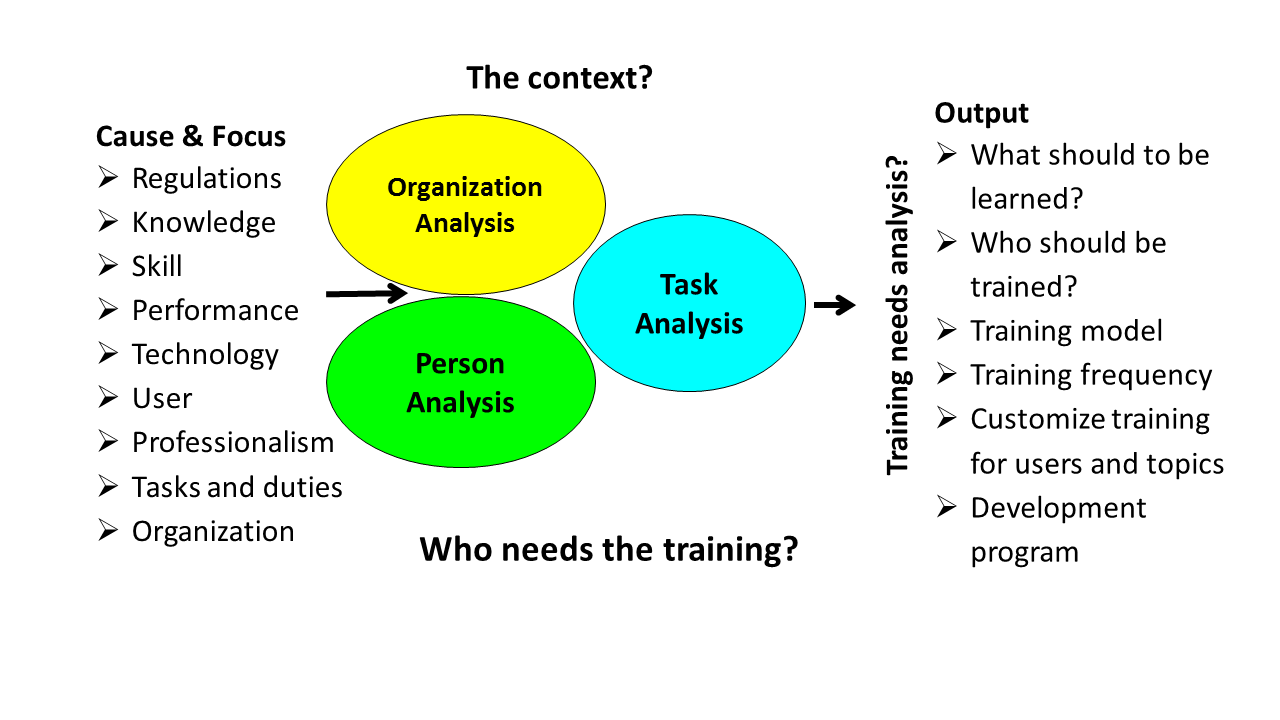 The context?
Cause & Focus
Regulations
Knowledge
Skill
Performance
Technology
User
Professionalism
Tasks and duties
Organization
Organization
Analysis
Person
Analysis
Task
Analysis
Who needs the training?
Training needs analysis?
Output
What should to be
learned?
Who should be
trained?
Training model
Training frequency
Customize training
for users and topics
Development
program